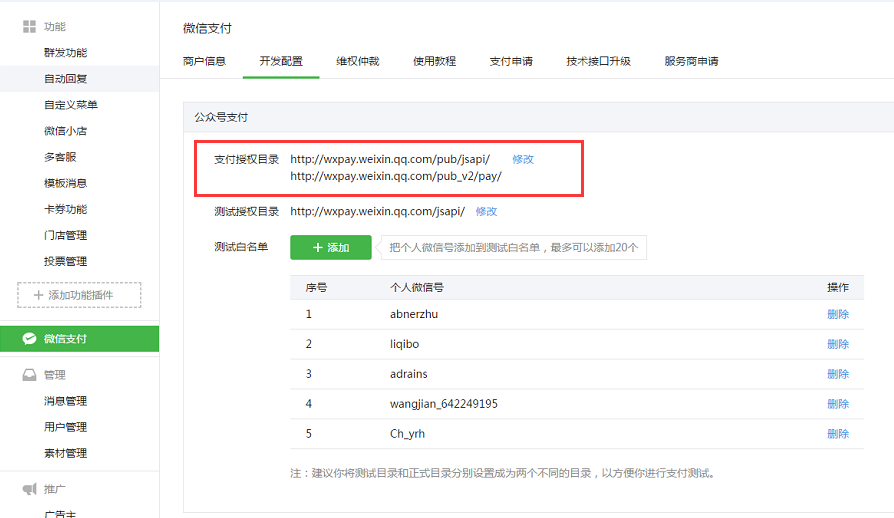 功能
群发功能
自动回复
自定义菜单
微信小店
多客服
模板消息
卡券功能
门店管理
投票管理
添加功能插件
微信支付
管理
消息管理
用户管理
素材管理
推广
广告主
微信支付
商户信息 开发配置 维权仲裁 使用教程 支付申请 技术接口升级 服务商申请
公众号支付
支付授权目录 http://wxpay.weixin.qq.com/pub/jsapi/ 修改
http://wxpay.weixin.qq.com/pub_v2/pay/
测试授权目录 http://wxpay.weixin.qq.com/jsapi/ 修改
测试白名单 添加 把个人微信号添加到测试白名单，最多可以添加20个
序号 个人微信号 操作
1 abnerzhu 删除
2 liqibo 删除
3 adrains 删除
4 wangjian_642249195 删除
5 Ch_yrh 删除
注：建议你将测试目录和正式目录分别设置成为两个不同的目录，以方便你进行支付测试。